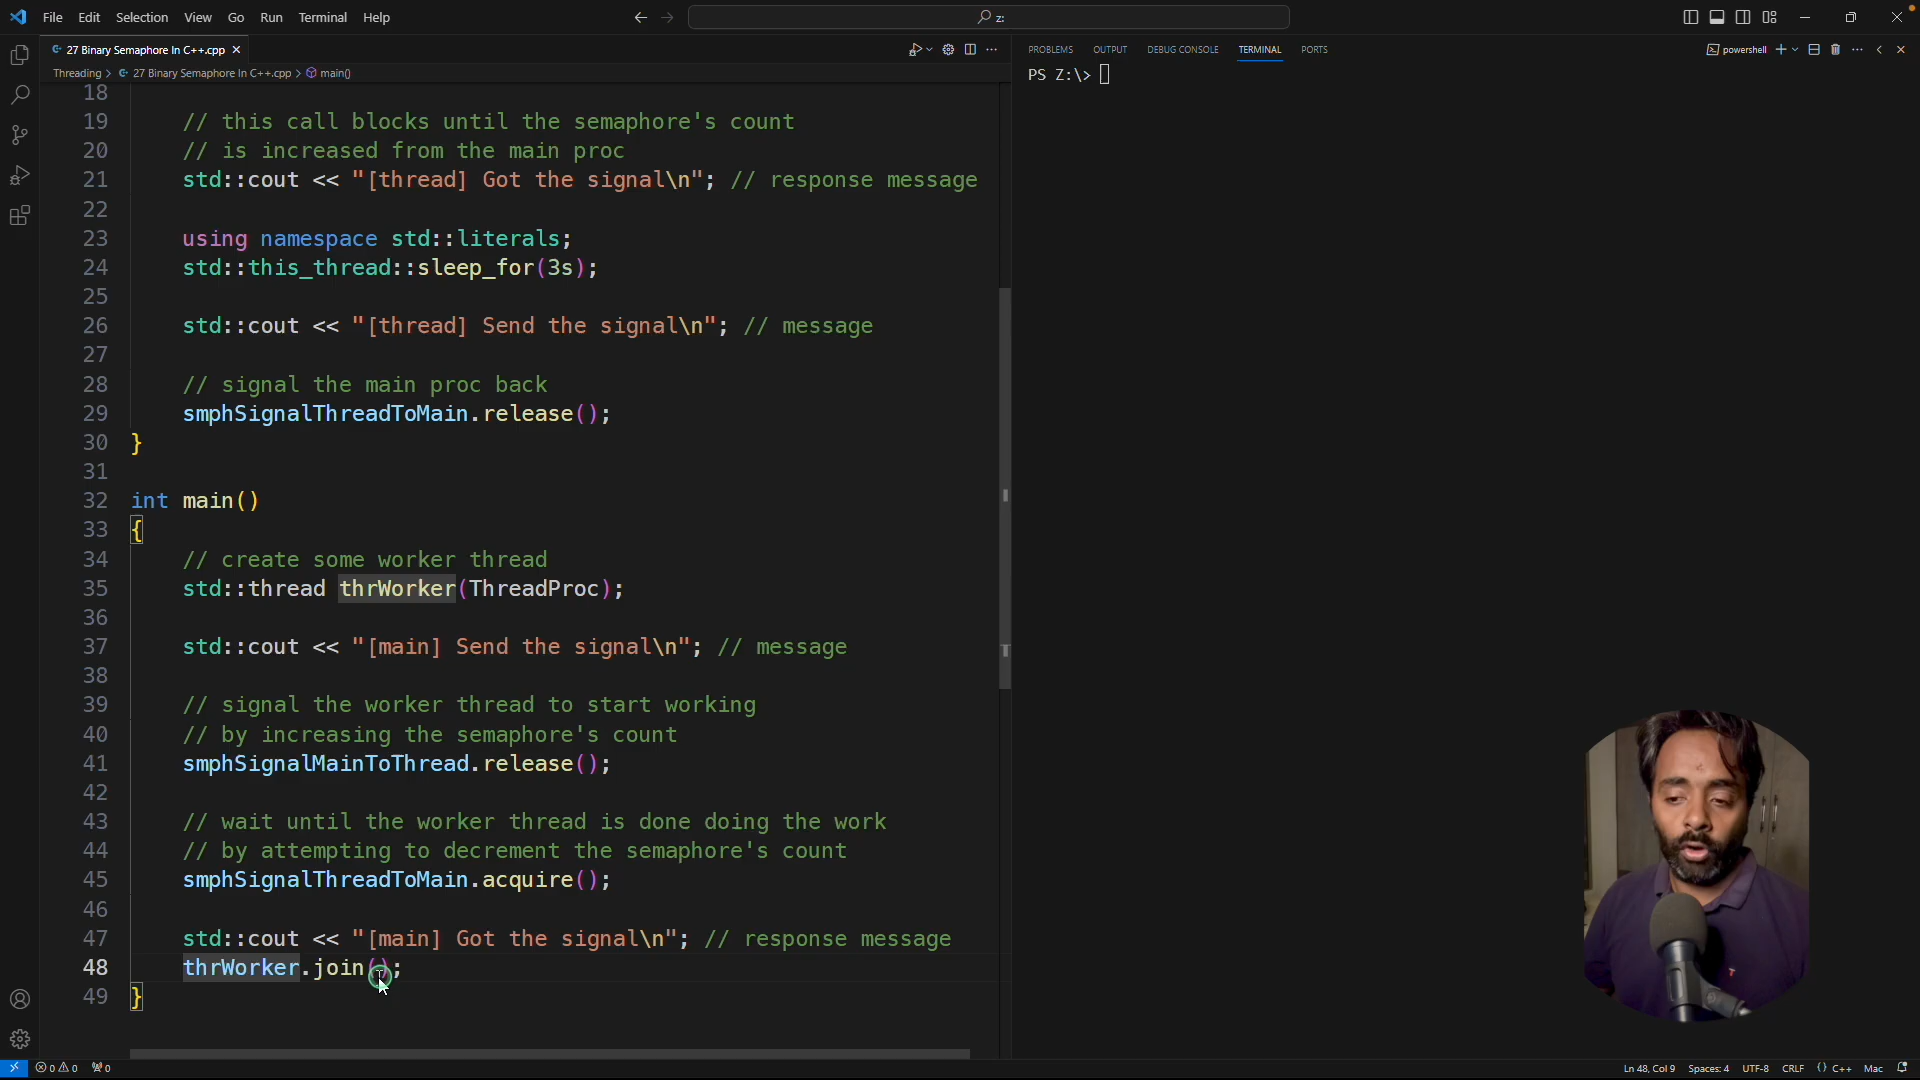 File Edit Selection View Go Run Terminal Help
z:
27 Binary Semaphore In C++.cpp
PROBLEMS OUTPUT DEBUG CONSOLE TERMINAL PORTS
powershell
Threading > 27 Binary Semaphore In C++.cpp > main()
PS Z:\>
18
19 // this call blocks until the semaphore's count
20 // is increased from the main proc
21 std::cout << "[thread] Got the signal\n"; // response message
22
23 using namespace std::literals;
24 std::this_thread::sleep_for(3s);
25
26 std::cout << "[thread] Send the signal\n"; // message
27
28 // signal the main proc back
29 smphSignalThreadToMain.release();
30 }
31
32 int main()
33 {
34 // create some worker thread
35 std::thread thrWorker(ThreadProc);
36
37 std::cout << "[main] Send the signal\n"; // message
38
39 // signal the worker thread to start working
40 // by increasing the semaphore's count
41 smphSignalMainToThread.release();
42
43 // wait until the worker thread is done doing the work
44 // by attempting to decrement the semaphore's count
45 smphSignalThreadToMain.acquire();
46
47 std::cout << "[main] Got the signal\n"; // response message
48 thrWorker.join();
49 }
0 0 0
Ln 48, Col 9 Spaces: 4 UTF-8 CRLF {} C++ Mac